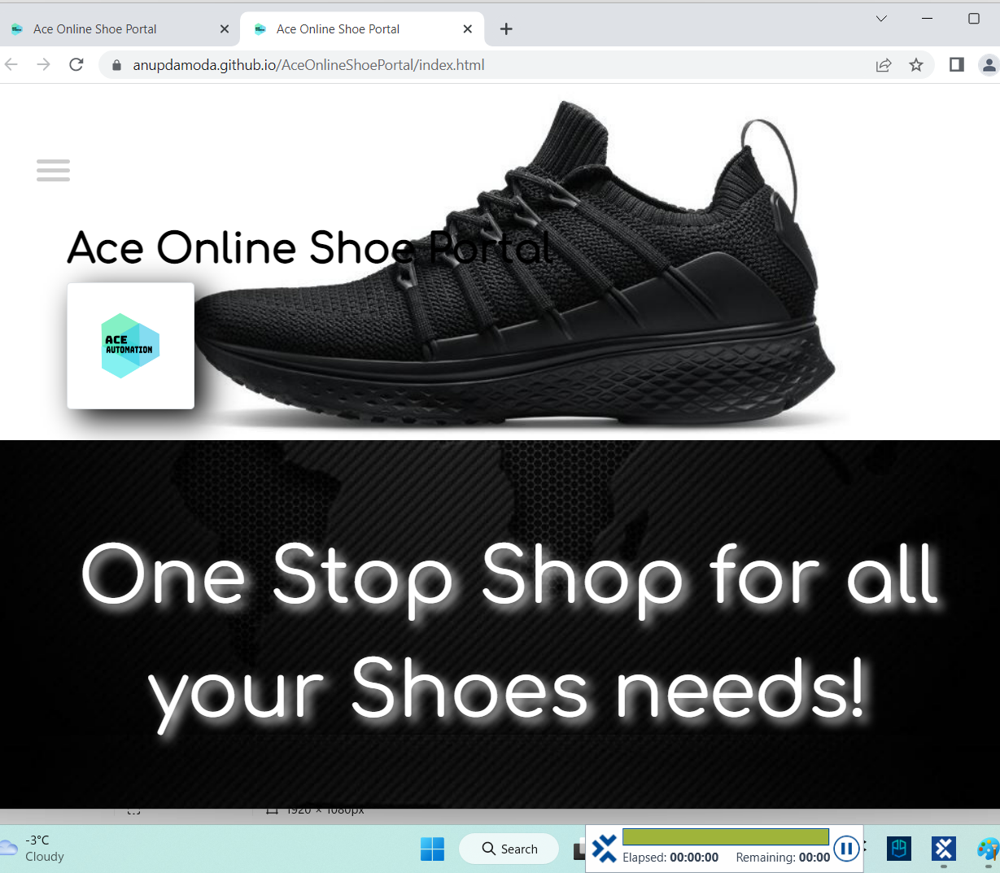 Ace Online Shoe Portal
Ace Online Shoe Portal
anupdamoda.github.io/AceOnlineShoePortal/index.html
Ace Online Shoe Portal
ACE
AUTOMATION
One Stop Shop for all
your Shoes needs!
1920 × 1080px
-3°C
Cloudy
Search
Elapsed: 00:00:00 Remaining: 00:00